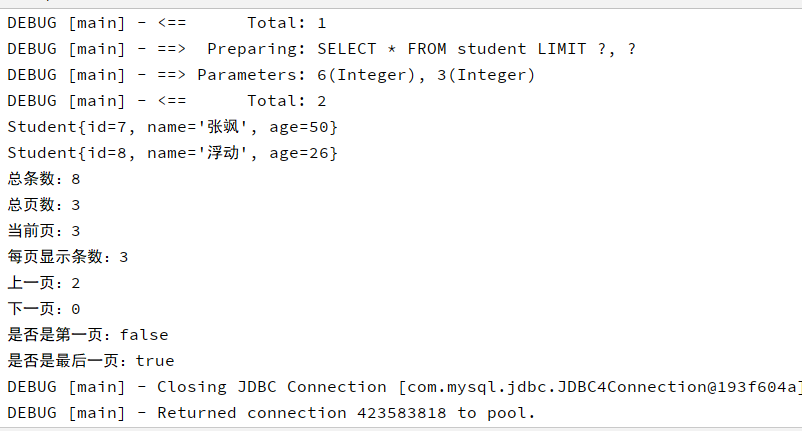 DEBUG [main] - <==      Total: 1
DEBUG [main] - ==>  Preparing: SELECT * FROM student LIMIT ?, ?
DEBUG [main] - ==> Parameters: 6(Integer), 3(Integer)
DEBUG [main] - <==      Total: 2
Student{id=7, name='张飒', age=50}
Student{id=8, name='浮动', age=26}
总条数：8
总页数：3
当前页：3
每页显示条数：3
上一页：2
下一页：0
是否是第一页：false
是否是最后一页：true
DEBUG [main] - Closing JDBC Connection [com.mysql.jdbc.JDBC4Connection@193f604a]
DEBUG [main] - Returned connection 423583818 to pool.